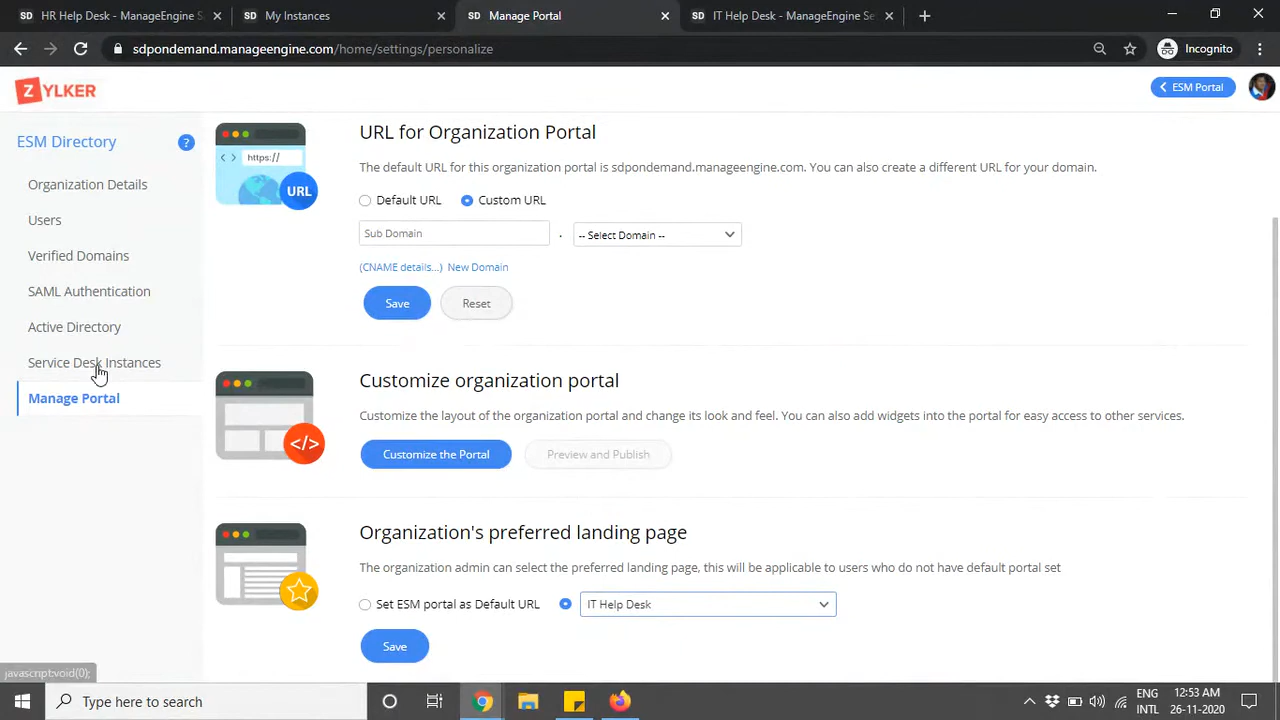 HR Help Desk - ManageEngine S
My Instances
Manage Portal
IT Help Desk - ManageEngine Se
sdpondemand.manageengine.com/home/settings/personalize
Incognito
ZYLKER
ESM Portal
ESM Directory
?
Organization Details
Users
Verified Domains
SAML Authentication
Active Directory
Service Desk Instances
Manage Portal
https://
URL
URL for Organization Portal
The default URL for this organization portal is sdpondemand.manageengine.com. You can also create a different URL for your domain.
Default URL
Custom URL
Sub Domain
.
-- Select Domain --
(CNAME details...) New Domain
Save
Reset
</>
Customize organization portal
Customize the layout of the organization portal and change its look and feel. You can also add widgets into the portal for easy access to other services.
Customize the Portal
Preview and Publish
Organization's preferred landing page
The organization admin can select the preferred landing page, this will be applicable to users who do not have default portal set
Set ESM portal as Default URL
IT Help Desk
Save
javascript:void(0);
Type here to search
ENG
INTL
12:53 AM
26-11-2020